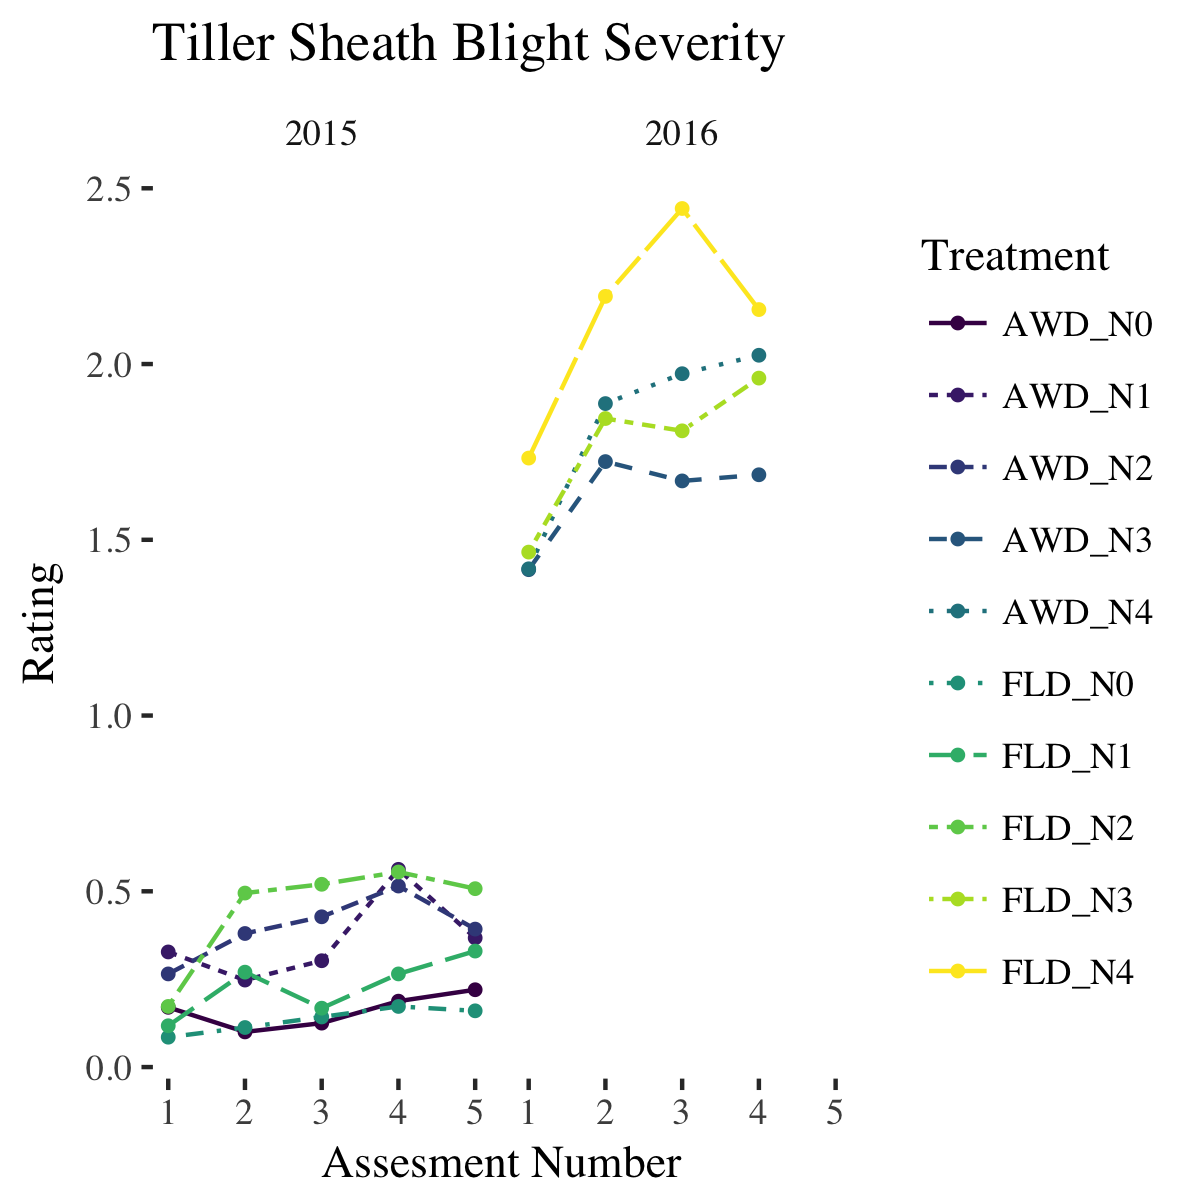 Tiller Sheath Blight Severity
2015 2016
2.5
2.0
1.5
1.0
0.5
0.0
Rating
1 2 3 4 5 1 2 3 4 5
Assesment Number
Treatment
AWD_N0
AWD_N1
AWD_N2
AWD_N3
AWD_N4
FLD_N0
FLD_N1
FLD_N2
FLD_N3
FLD_N4